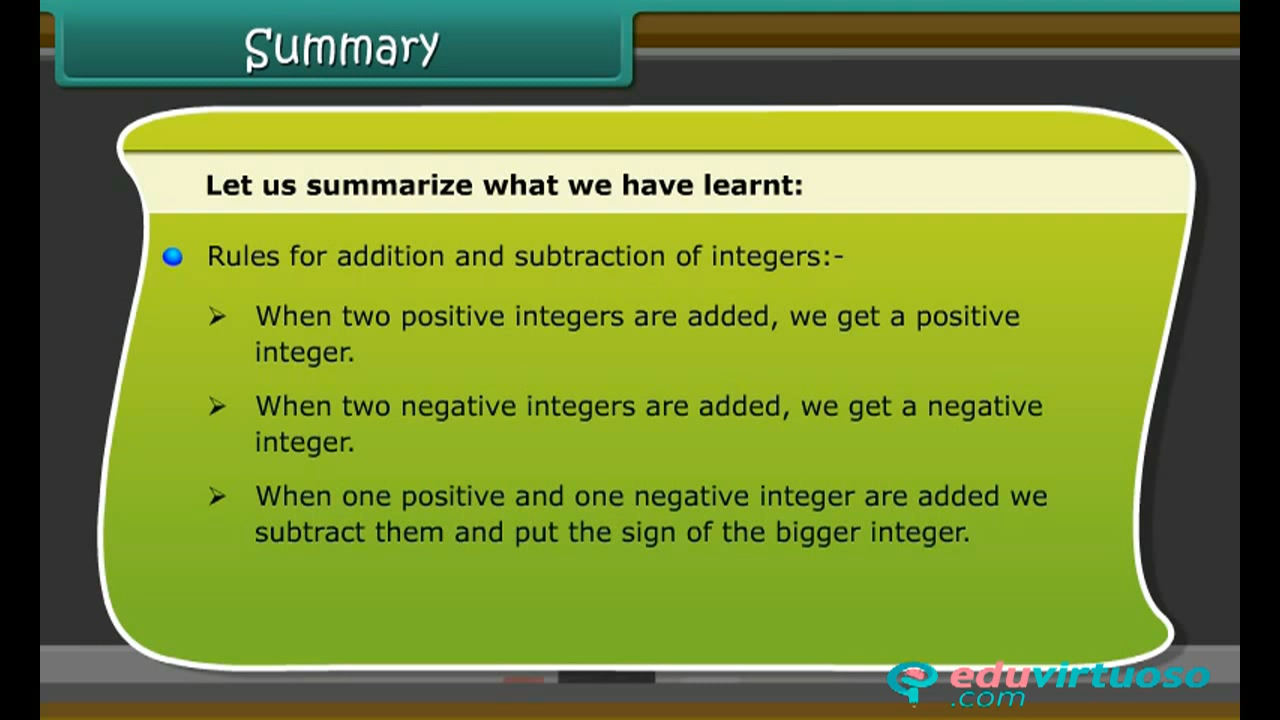 Summary
Let us summarize what we have learnt:
Rules for addition and subtraction of integers:-
When two positive integers are added, we get a positive
integer.
When two negative integers are added, we get a negative
integer.
When one positive and one negative integer are added we
subtract them and put the sign of the bigger integer.
eduvirtuoso
.com